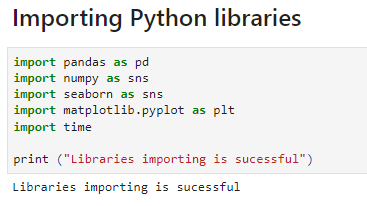 Importing Python libraries
import pandas as pd
import numpy as sns
import seaborn as sns
import matplotlib.pyplot as plt
import time
print ("Libraries importing is sucessful")
Libraries importing is sucessful